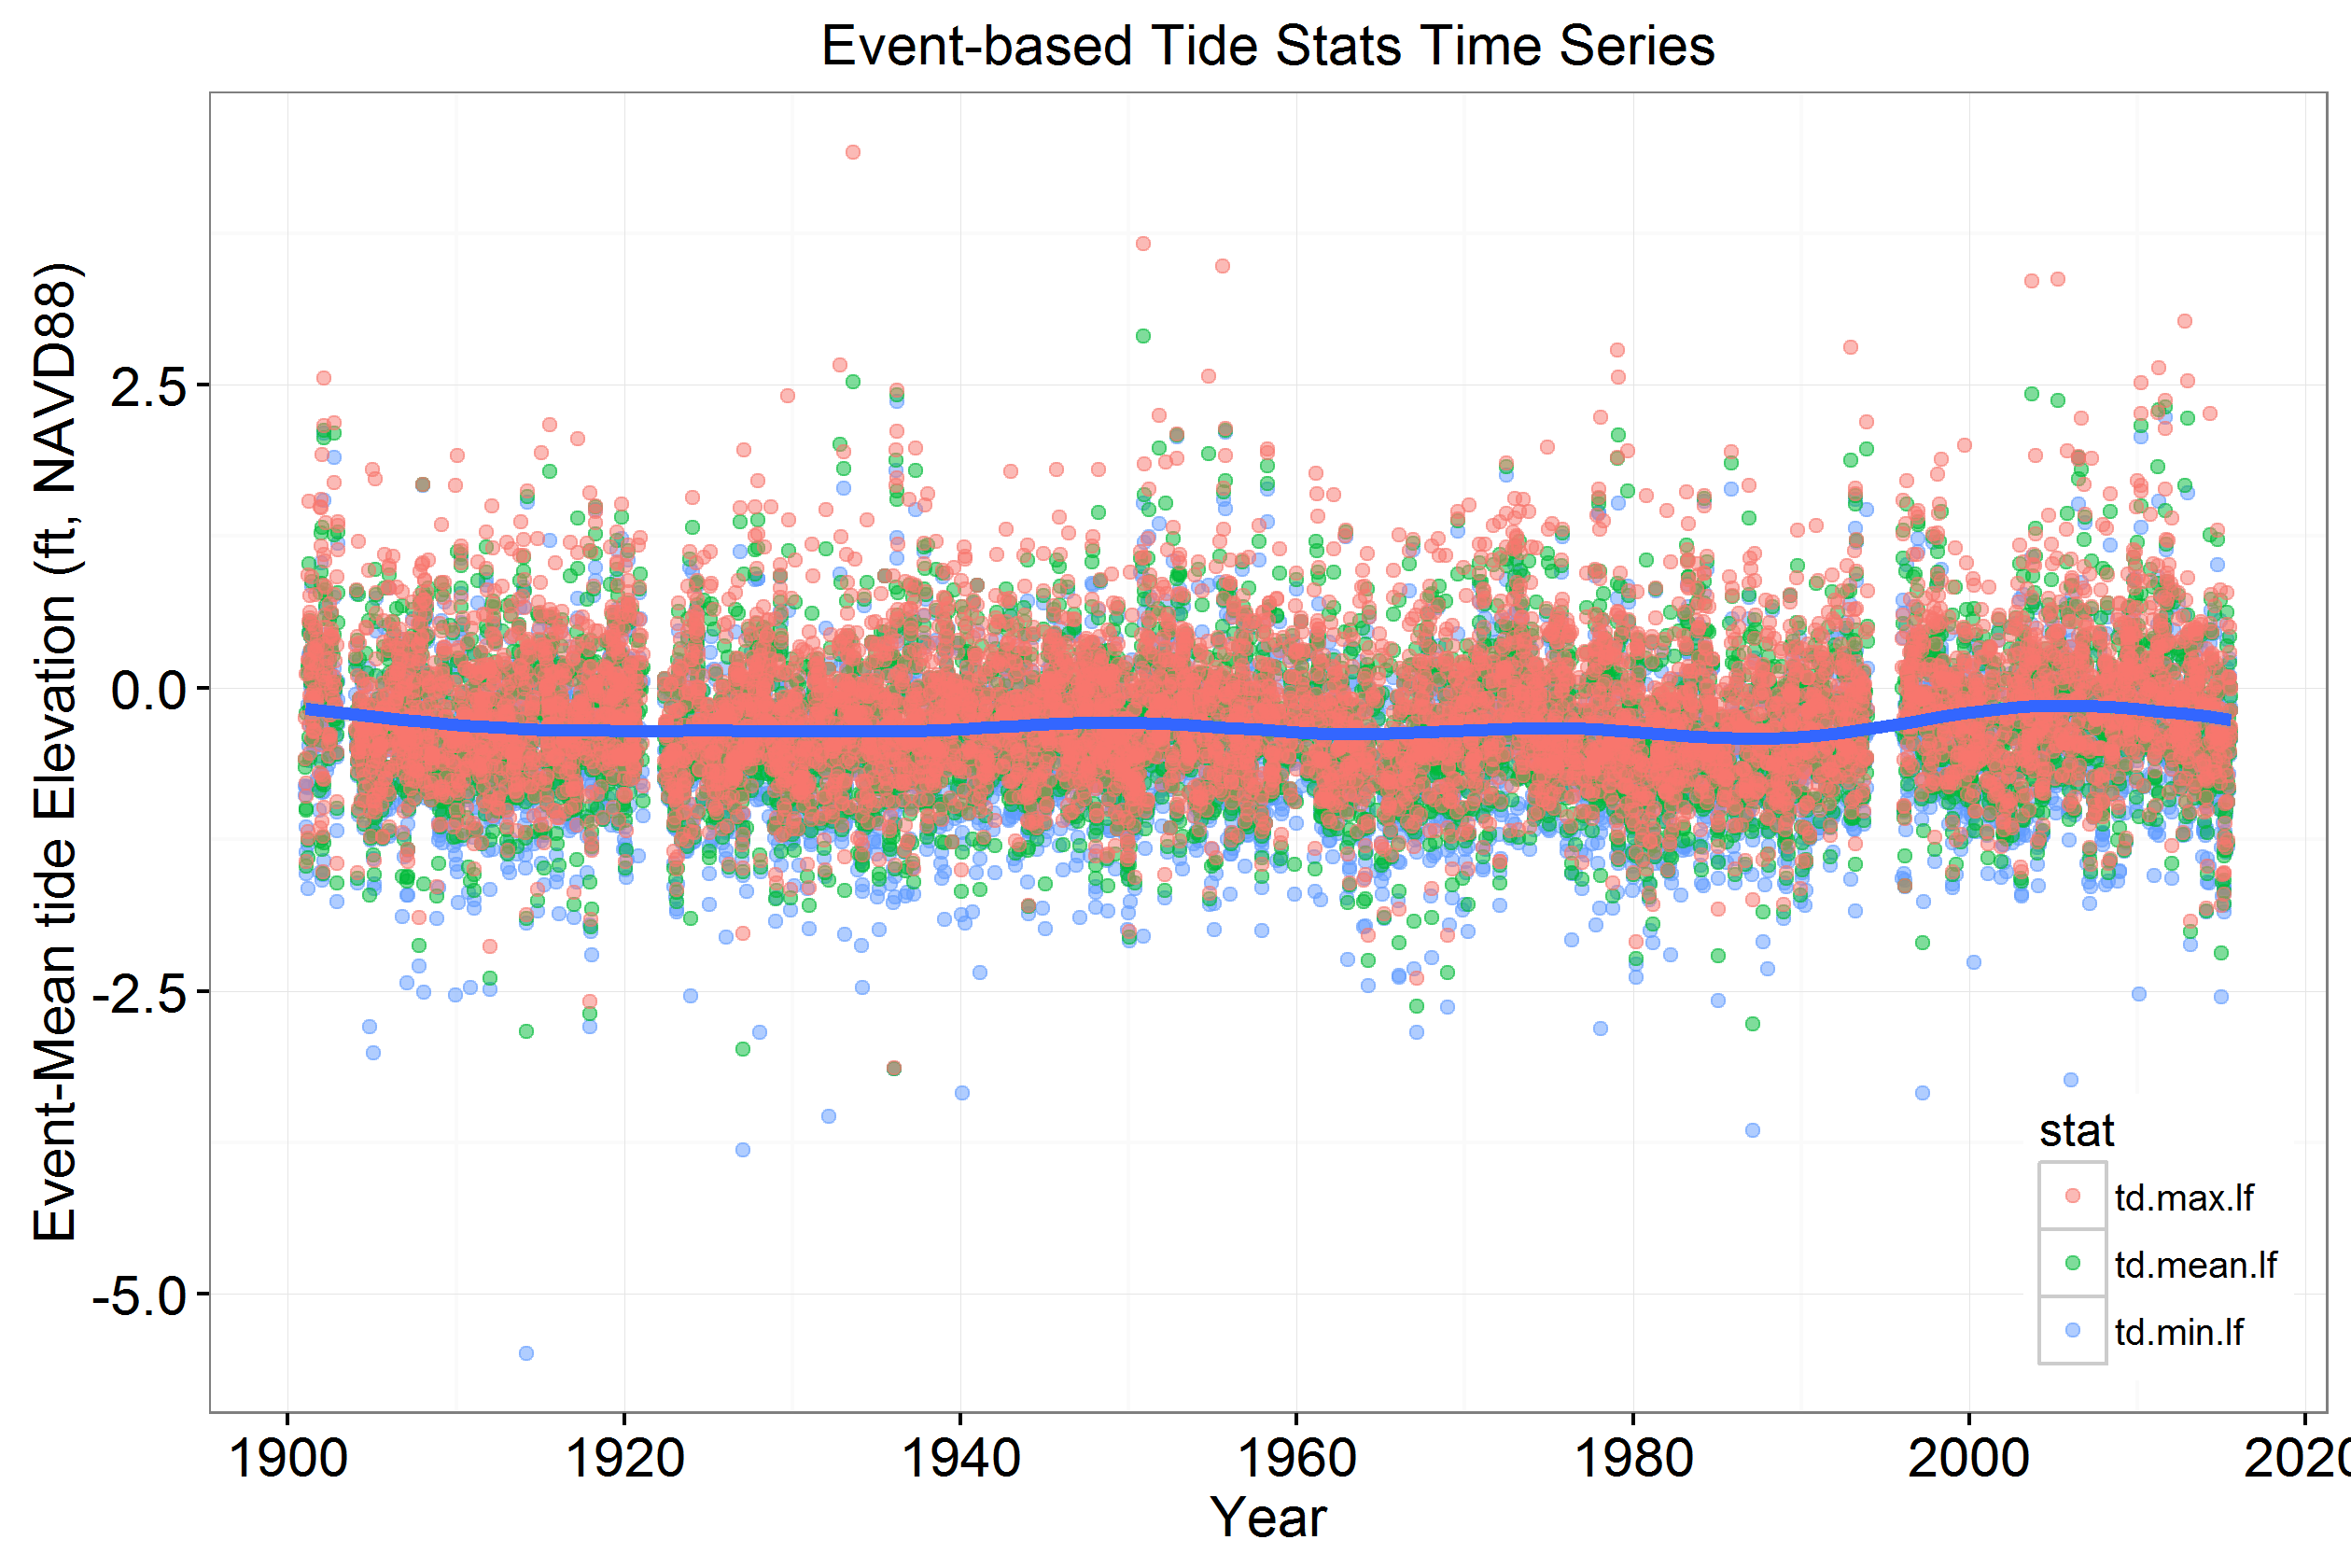 Event-based Tide Stats Time Series
Event-Mean tide Elevation (ft, NAVD88)
2.5
0.0
-2.5
-5.0
1900
1920
1940
1960
1980
2000
2020
Year
stat
td.max.lf
td.mean.lf
td.min.lf